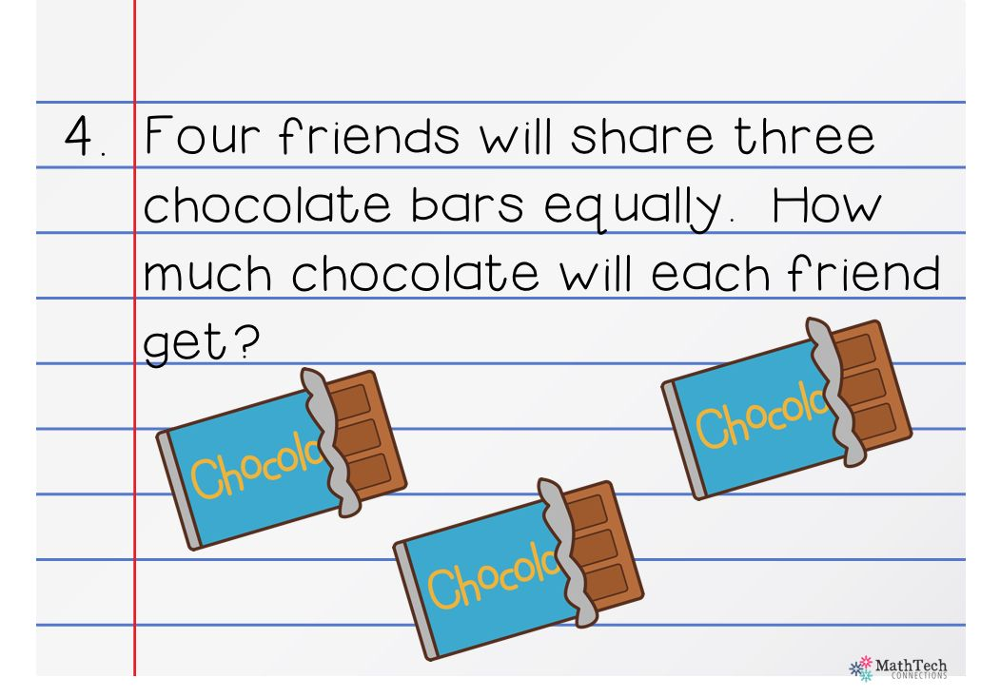 4. Four friends will share three
chocolate bars equally. How
much chocolate will each friend
get?
Chocola
Chocola
Chocola
MathTech
CONNECTIONS